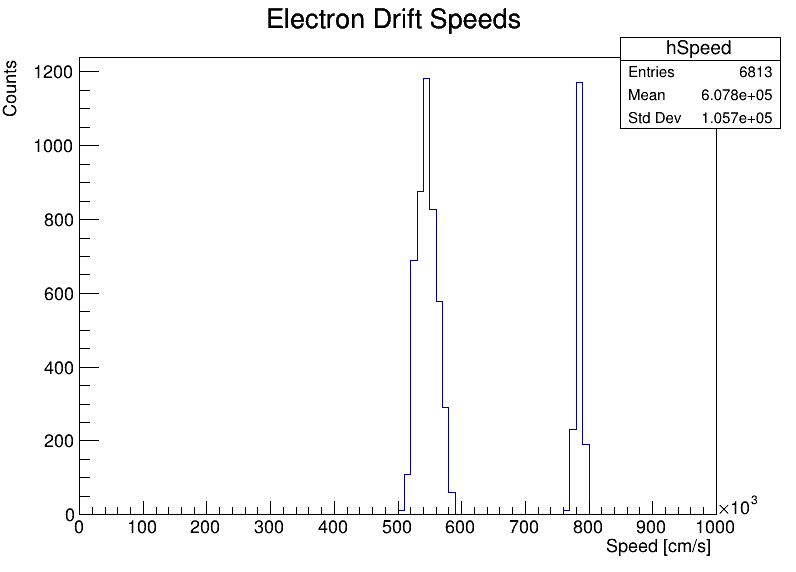 Electron Drift Speeds
hSpeed
Entries 6813
Mean 6.078e+05
Std Dev 1.057e+05
Counts
1200
1000
800
600
400
200
0
0 100 200 300 400 500 600 700 800 900 1000
×10³
Speed [cm/s]